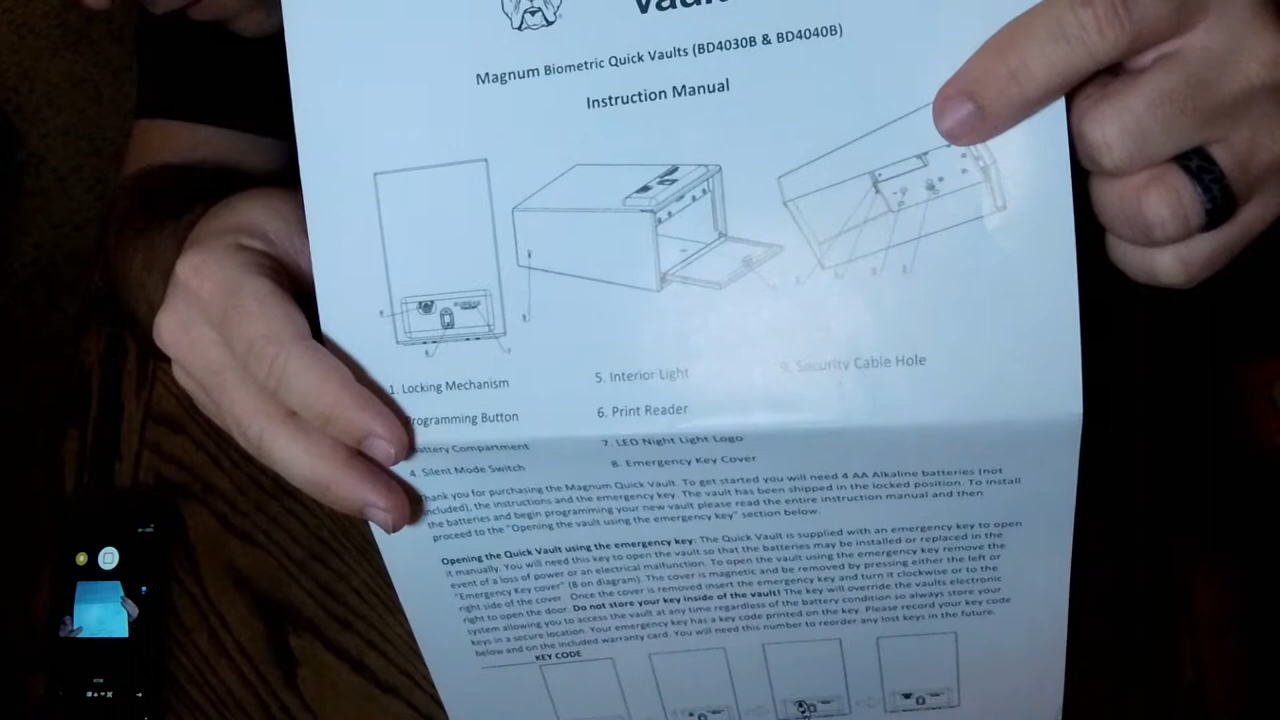 Vault
Magnum Biometric Quick Vaults (BD4030B & BD4040B)
Instruction Manual
1. Locking Mechanism
Programming Button
Battery Compartment
4. Silent Mode Switch
5. Interior Light
6. Print Reader
7. LED Night Light Logo
8. Emergency Key Cover
9. Security Cable Hole
Thank you for purchasing the Magnum Quick Vault. To get started you will need 4 AA Alkaline batteries (not
included), the instructions and the emergency key. The vault has been shipped in the locked position. To install
the batteries and begin programming your new vault please read the entire instruction manual and then
proceed to the "Opening the vault using the emergency key" section below.
Opening the Quick Vault using the emergency key: The Quick Vault is supplied with an emergency key to open
it manually. You will need this key to open the vault so that the batteries may be installed or replaced in the
event of a loss of power or an electrical malfunction. To open the vault using the emergency key remove the
"Emergency Key cover" (8 on diagram). The cover is magnetic and be removed by pressing either the left or
right side of the cover. Once the cover is removed insert the emergency key and turn it clockwise or to the
right to open the door. Do not store your key inside of the vault! The key will override the vaults electronic
system allowing you to access the vault at any time regardless of the battery condition so always store your
keys in a secure location. Your emergency key has a key code printed on the key. Please record your key code
below and on the included warranty card. You will need this number to reorder any lost keys in the future.
KEY CODE